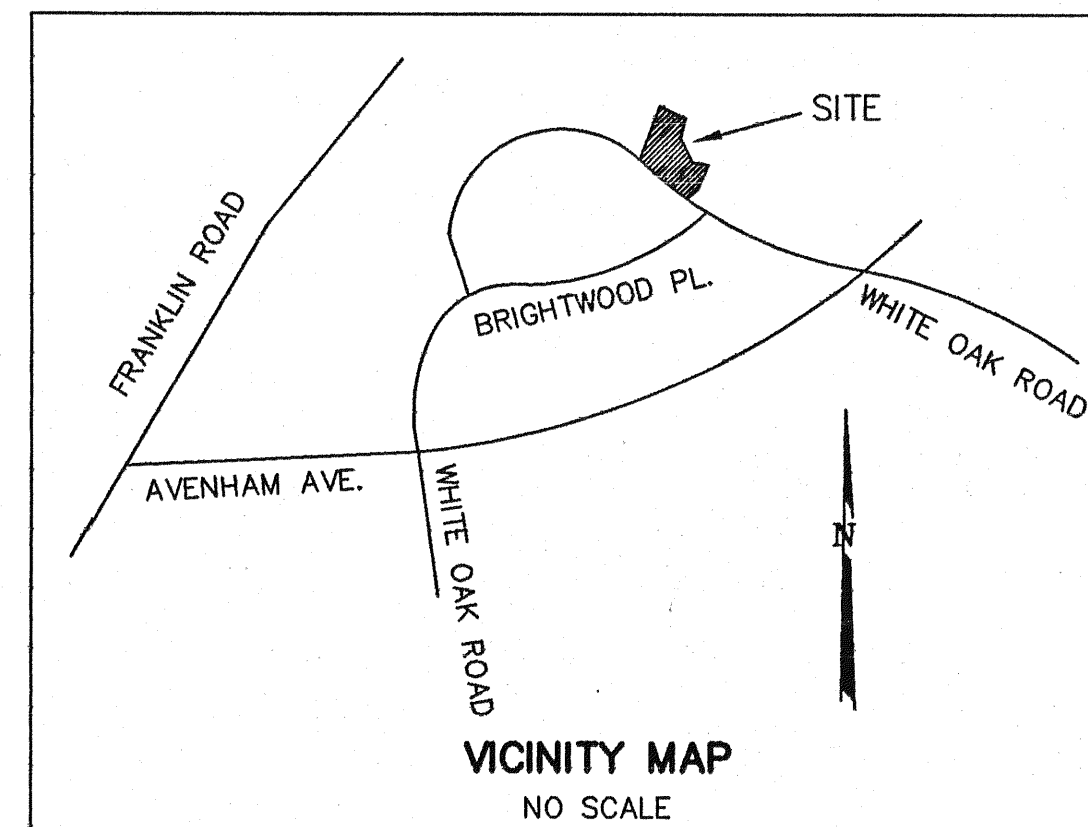 SITE
FRANKLIN ROAD
BRIGHTWOOD PL.
WHITE OAK ROAD
AVENHAM AVE.
WHITE OAK ROAD
N
VICINITY MAP
NO SCALE